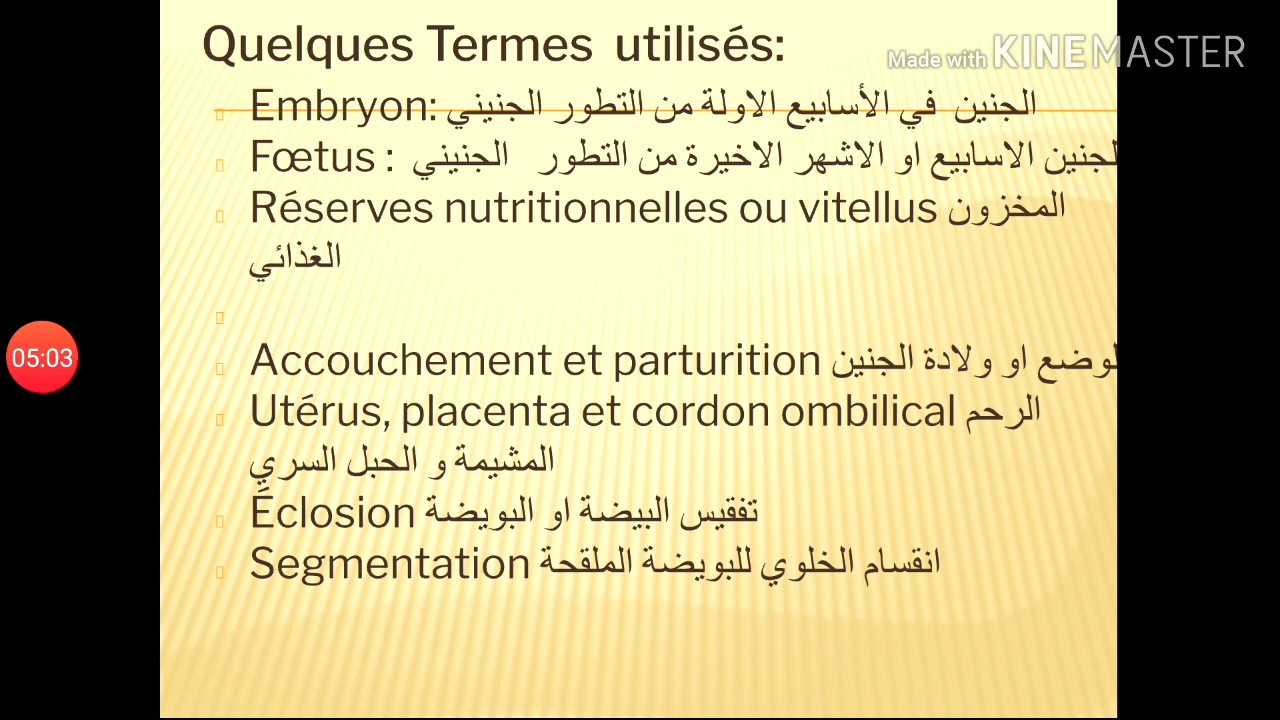 Quelques Termes utilisés:
Made with KINEMASTER
Embryon: الجنين في الأسابيع الاولة من التطور الجنيني
Fœtus : لجنين الاسابيع او الاشهر الاخيرة من التطور الجنيني
Réserves nutritionnelles ou vitellus المخزون
الغذائي
Accouchement et parturition لوضع او ولادة الجنين
Utérus, placenta et cordon ombilical الرحم
المشيمة و الحبل السري
Éclosion تفقيس البيضة او البويضة
Segmentation انقسام الخلوي للبويضة الملقحة
05:03